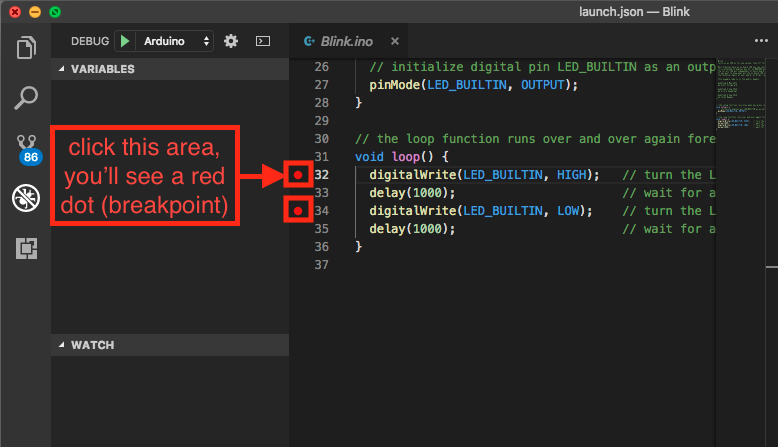 launch.json — Blink
DEBUG Arduino
Blink.ino
VARIABLES
26 // initialize digital pin LED_BUILTIN as an outp
27 pinMode(LED_BUILTIN, OUTPUT);
28 }
29
30 // the loop function runs over and over again fore
31 void loop() {
32 digitalWrite(LED_BUILTIN, HIGH); // turn the L
33 delay(1000); // wait for a
34 digitalWrite(LED_BUILTIN, LOW); // turn the L
35 delay(1000); // wait for a
36 }
37
86
click this area,
you'll see a red
dot (breakpoint)
WATCH